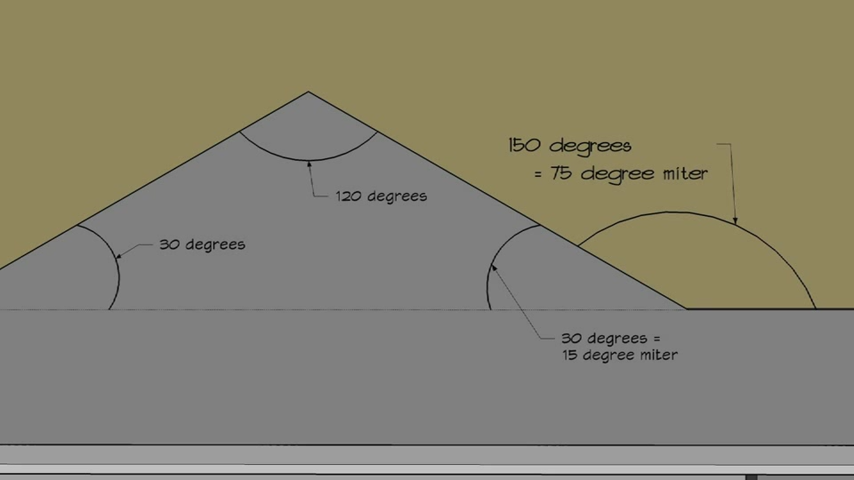 150 degrees
= 75 degree miter
120 degrees
30 degrees
30 degrees =
15 degree miter